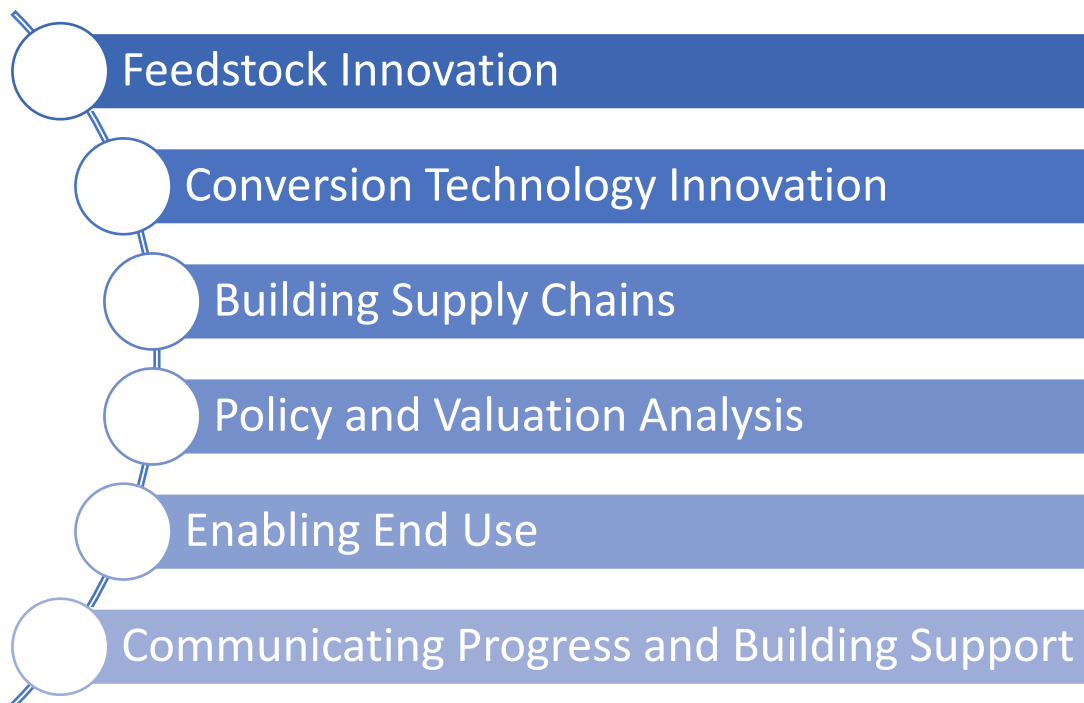 Feedstock Innovation
Conversion Technology Innovation
Building Supply Chains
Policy and Valuation Analysis
Enabling End Use
Communicating Progress and Building Support